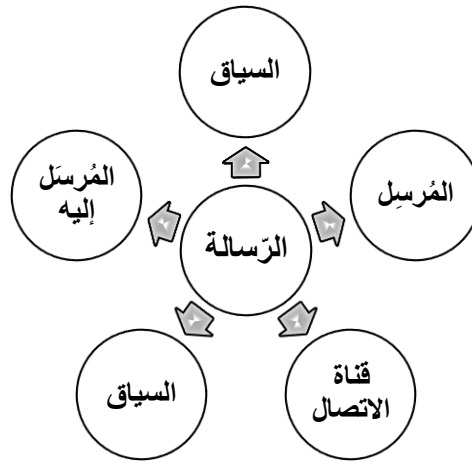 السياق
المُرسِل
المُرسَل
إليه
الرّسالة
قناة
الاتصال
السياق